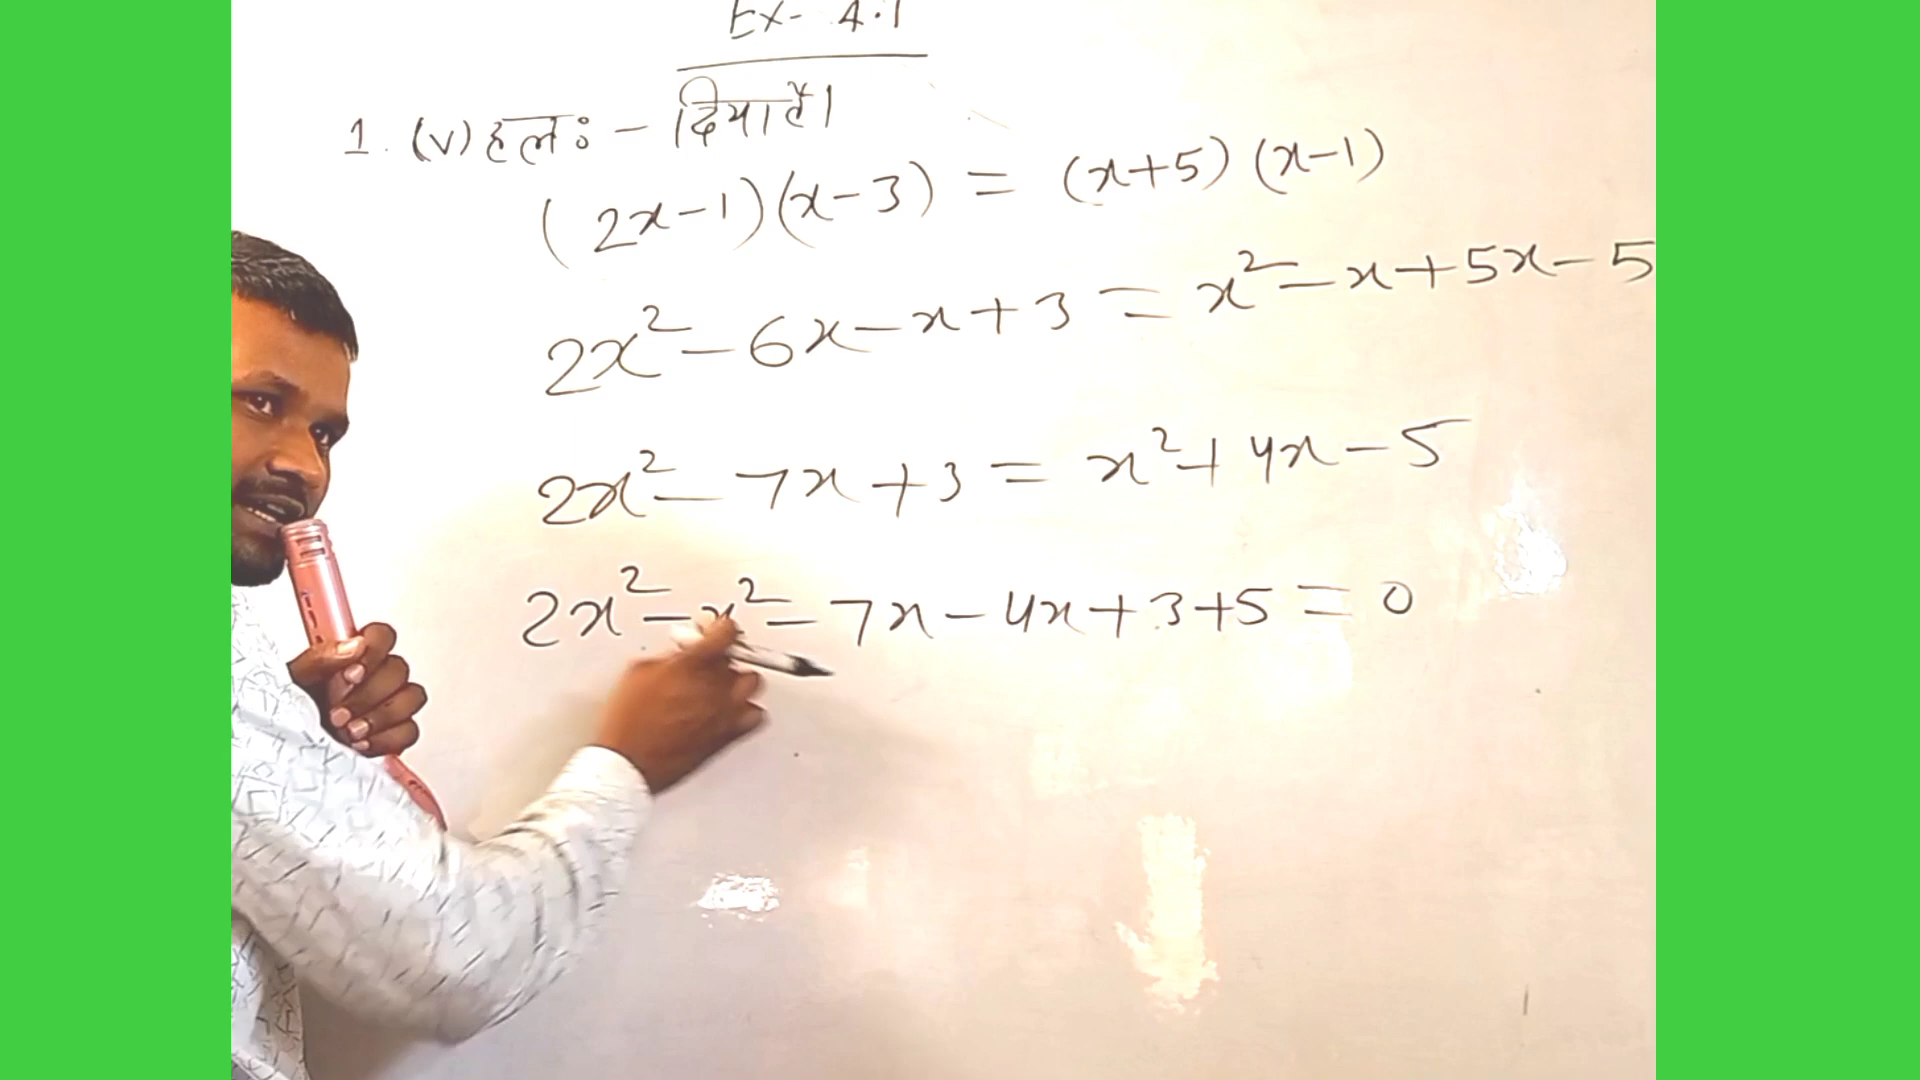 Ex- 4.1
1. (v) हलः - दिया है।
(2x-1)(x-3) = (x+5)(x-1)
2x²-6x-x+3 = x²-x+5x-5
2x²-7x+3 = x²+4x-5
2x²-x²-7x-4x+3+5 = 0